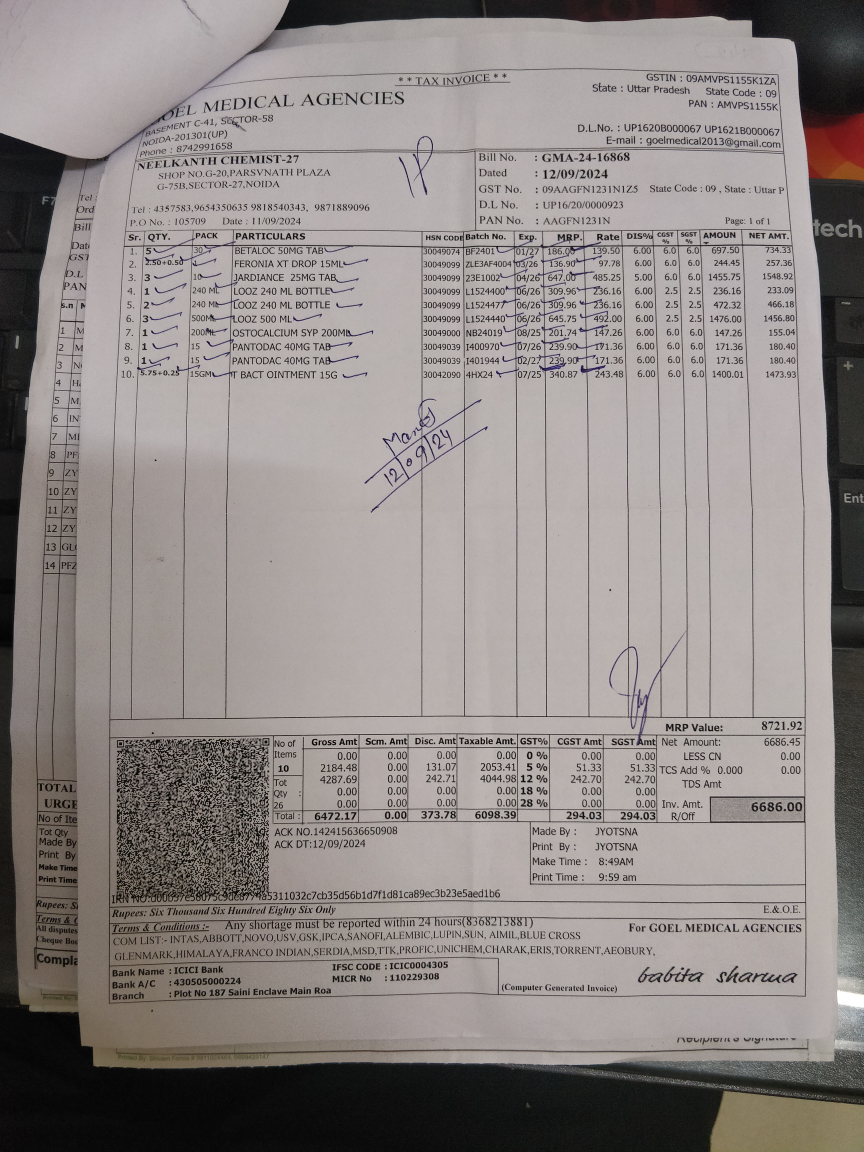 ** TAX INVOICE **
GSTIN : 09AMVPS1155K1ZA
State : Uttar Pradesh State Code : 09
PAN : AMVPS1155K
GOEL MEDICAL AGENCIES
BASEMENT C-41, SECTOR-58
NOIDA-201301(UP)
Phone : 8742991658
D.L.No. : UP1620B000067 UP1621B000067
E-mail : goelmedical2013@gmail.com
NEELKANTH CHEMIST-27
SHOP NO.G-20,PARSVNATH PLAZA
G-75B,SECTOR-27,NOIDA
Tel : 4357583,9654350635 9818540343, 9871889096
P.O No. : 105709 Date : 11/09/2024
Bill No. : GMA-24-16868
Dated : 12/09/2024
GST No. : 09AAGFN1231N1Z5 State Code : 09 , State : Uttar P
D.L No. : UP16/20/0000923
PAN No. : AAGFN1231N Page: 1 of 1
Sr. QTY. PACK PARTICULARS HSN CODE Batch No. Exp. MRP. Rate DIS% CGST % SGST % AMOUN NET AMT.
1. 5 30 BETALOC 50MG TAB 30049074 BF2401 01/27 186.00 139.50 6.00 6.0 6.0 697.50 734.33
2. 2.50+0.50 FERONIA XT DROP 15ML 30049099 ZLE3AF4004 03/26 136.90 97.78 6.00 6.0 6.0 244.45 257.36
3. 3 10 JARDIANCE 25MG TAB 30049099 23E1002 04/26 647.00 485.25 5.00 6.0 6.0 1455.75 1548.92
4. 1 240 ML LOOZ 240 ML BOTTLE 30049099 L1524400 06/26 309.96 236.16 6.00 2.5 2.5 236.16 233.09
5. 2 240 ML LOOZ 240 ML BOTTLE 30049099 L1524477 06/26 309.96 236.16 6.00 2.5 2.5 472.32 466.18
6. 3 500ML LOOZ 500 ML 30049099 L1524440 06/26 645.75 492.00 6.00 2.5 2.5 1476.00 1456.80
7. 1 200ML OSTOCALCIUM SYP 200ML 30049000 NB24019 08/25 201.74 147.26 6.00 6.0 6.0 147.26 155.04
8. 1 15 PANTODAC 40MG TAB 30049039 I400970 07/26 239.90 171.36 6.00 6.0 6.0 171.36 180.40
9. 1 15 PANTODAC 40MG TAB 30049039 I401944 02/27 239.90 171.36 6.00 6.0 6.0 171.36 180.40
10. 5.75+0.25 15GM T BACT OINTMENT 15G 30042090 4HX24 07/25 340.87 243.48 6.00 6.0 6.0 1400.01 1473.93
12/09/24
MRP Value: 8721.92
No of Items 10
Tot Qty : 26
Gross Amt Scm. Amt Disc. Amt Taxable Amt. GST% CGST Amt SGST Amt
0.00 0.00 0.00 0.00 0 % 0.00 0.00
2184.48 0.00 131.07 2053.41 5 % 51.33 51.33
4287.69 0.00 242.71 4044.98 12 % 242.70 242.70
0.00 0.00 0.00 0.00 18 % 0.00 0.00
0.00 0.00 0.00 0.00 28 % 0.00 0.00
Total : 6472.17 0.00 373.78 6098.39 294.03 294.03
Net Amount: 6686.45
LESS CN 0.00
TCS Add % 0.000 0.00
TDS Amt
Inv. Amt. 6686.00
R/Off
ACK NO.142415636650908
ACK DT:12/09/2024
Made By : JYOTSNA
Print By : JYOTSNA
Make Time : 8:49AM
Print Time : 9:59 am
Rupees: Six Thousand Six Hundred Eighty Six Only E.& O.E.
Terms & Conditions :- Any shortage must be reported within 24 hours(8368213881)
COM LIST:- INTAS,ABBOTT,NOVO,USV,GSK,IPCA,SANOFI,ALEMBIC,LUPIN,SUN, AIMIL,BLUE CROSS
GLENMARK,HIMALAYA,FRANCO INDIAN,SERDIA,MSD,TTK,PROFIC,UNICHEM,CHARAK,ERIS,TORRENT,AEOBURY,
For GOEL MEDICAL AGENCIES
Bank Name : ICICI Bank IFSC CODE : ICIC0004305
Bank A/C : 430505000224 MICR No : 110229308
Branch : Plot No 187 Saini Enclave Main Roa
(Computer Generated Invoice)
babita sharma
Recipient's Signature